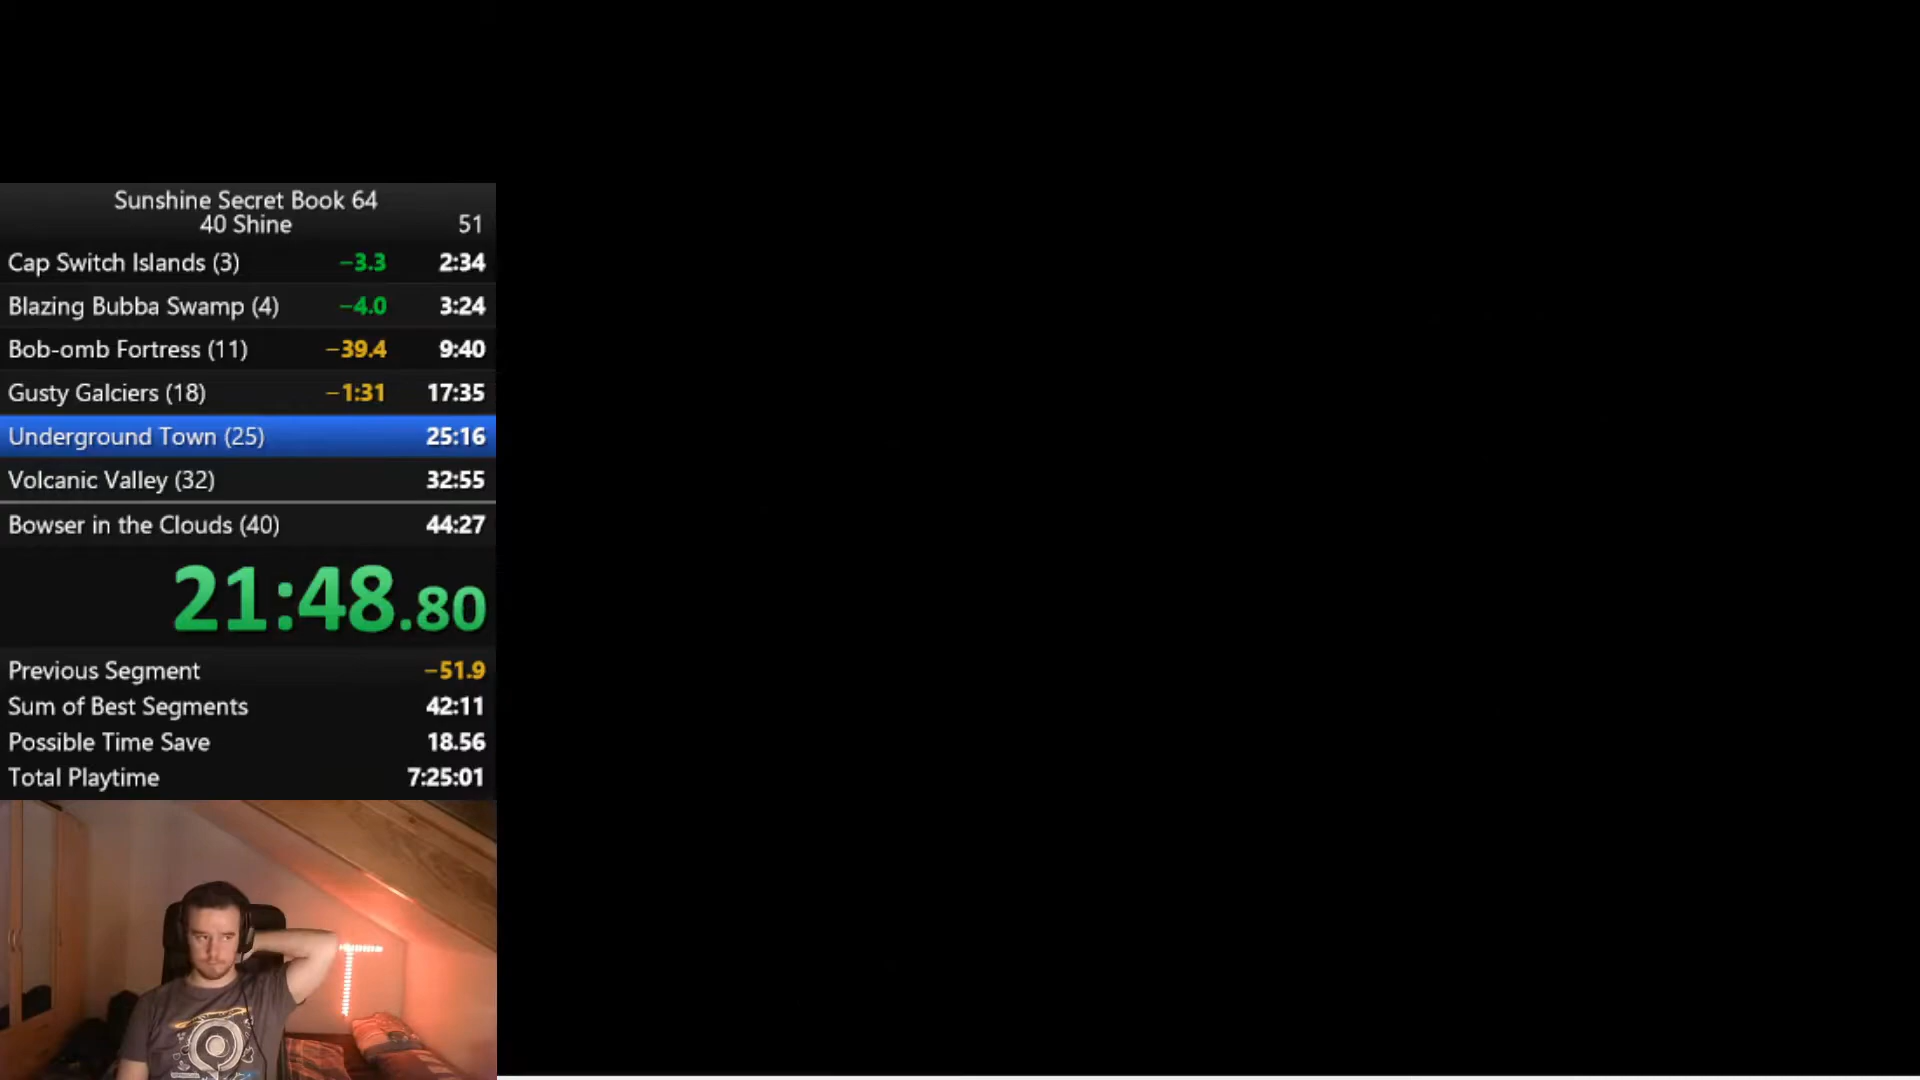 Sunshine Secret Book 64
40 Shine 51
Cap Switch Islands (3) −3.3 2:34
Blazing Bubba Swamp (4) −4.0 3:24
Bob-omb Fortress (11) −39.4 9:40
Gusty Galciers (18) −1:31 17:35
Underground Town (25) 25:16
Volcanic Valley (32) 32:55
Bowser in the Clouds (40) 44:27
21:48.80
Previous Segment −51.9
Sum of Best Segments 42:11
Possible Time Save 18.56
Total Playtime 7:25:01